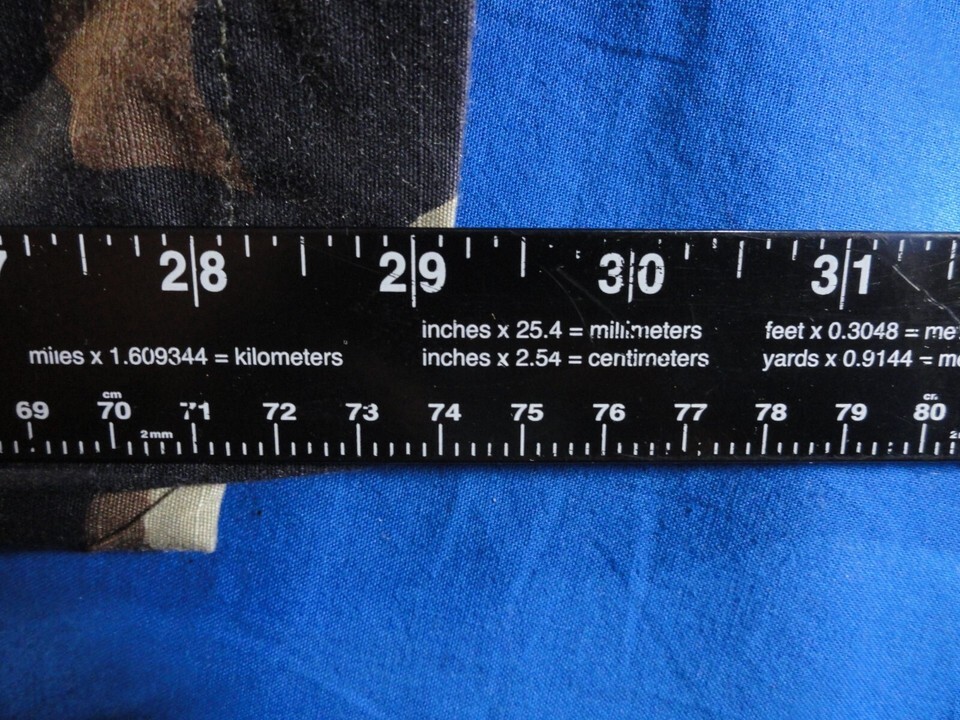 28 29 30 31
inches x 25.4 = millimeters feet x 0.3048 =
miles x 1.609344 = kilometers inches x 2.54 = centimeters yards x 0.9144 =
cm
69 70 71 72 73 74 75 76 77 78 79 80
2mm